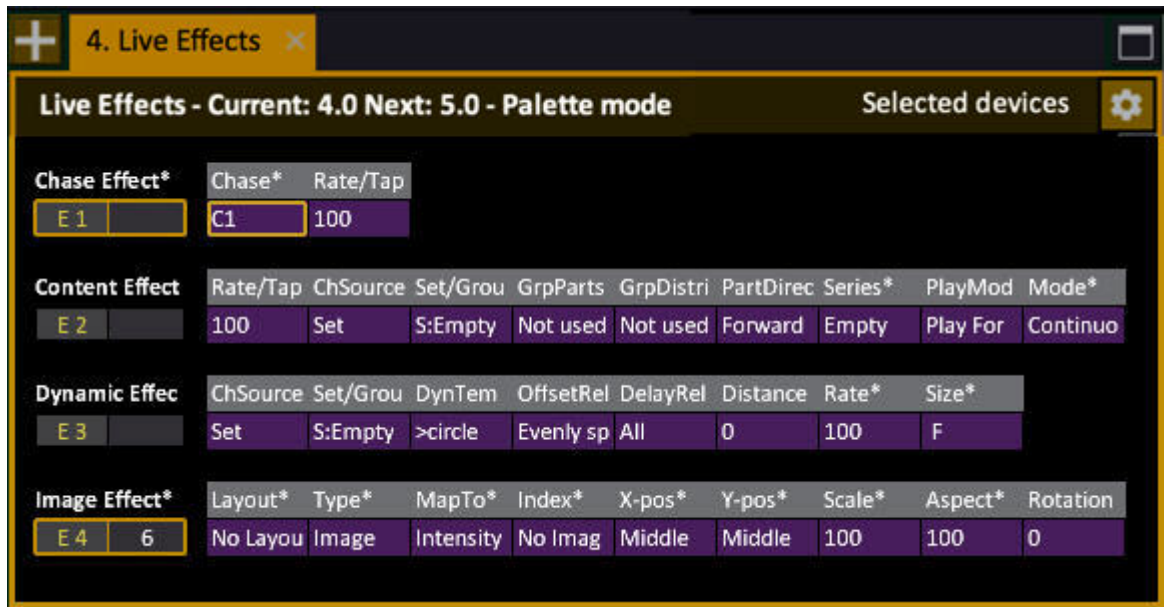 4. Live Effects
Live Effects - Current: 4.0 Next: 5.0 - Palette mode Selected devices
Chase Effect* Chase* Rate/Tap
E 1 C1 100
Content Effect Rate/Tap ChSource Set/Grou GrpParts GrpDistri PartDirec Series* PlayMod Mode*
E 2 100 Set S:Empty Not used Not used Forward Empty Play For Continuo
Dynamic Effec ChSource Set/Grou DynTem OffsetRel DelayRel Distance Rate* Size*
E 3 Set S:Empty >circle Evenly sp All 0 100 F
Image Effect* Layout* Type* MapTo* Index* X-pos* Y-pos* Scale* Aspect* Rotation
E 4 6 No Layou Image Intensity No Imag Middle Middle 100 100 0